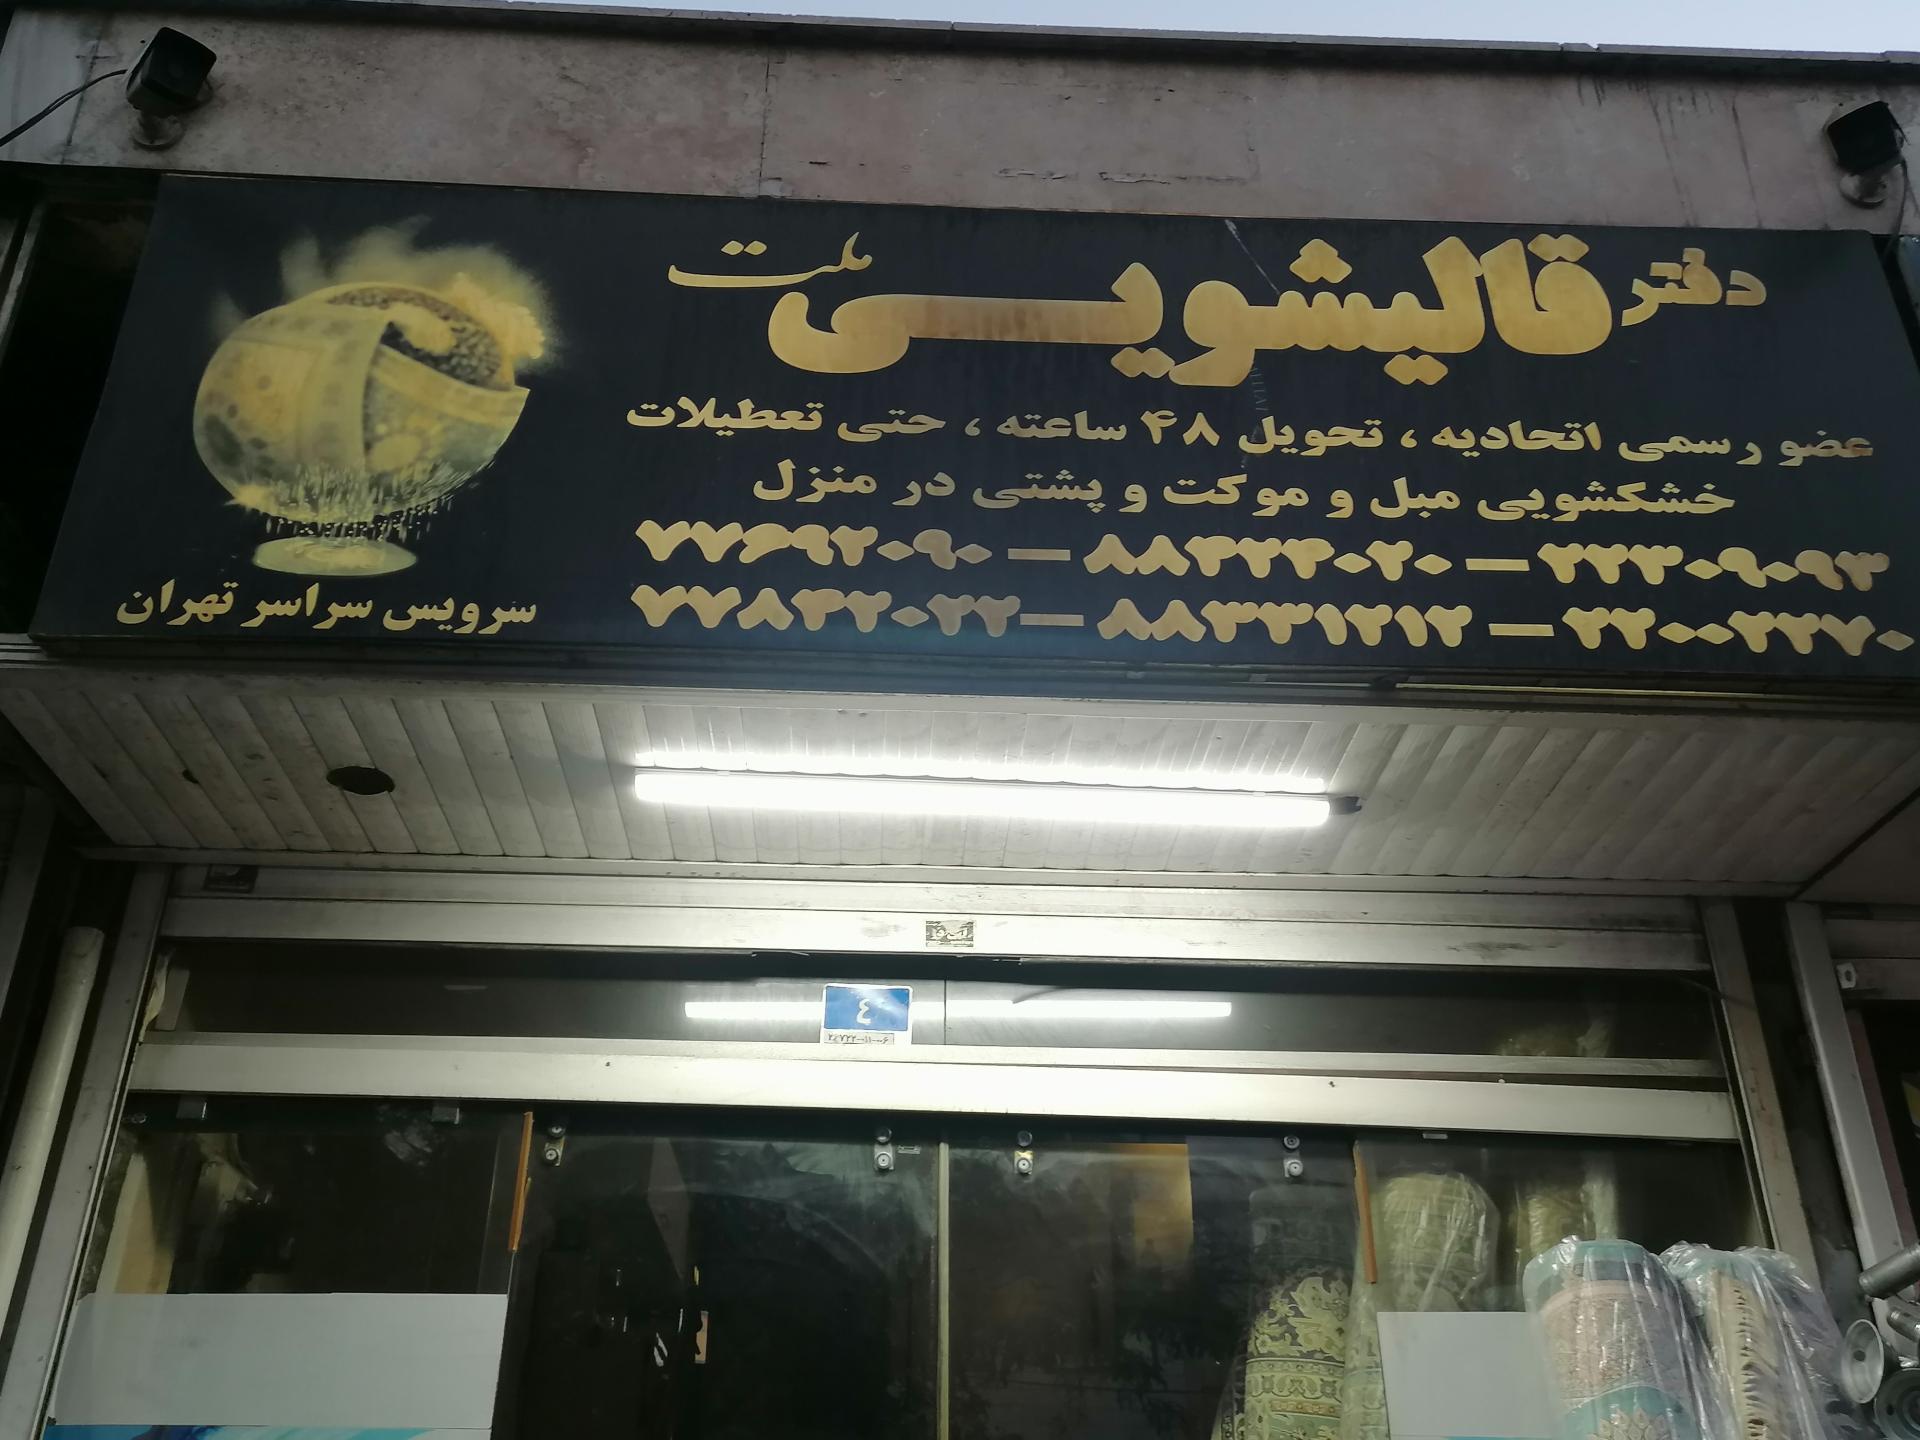 دفتر قالیشویی ملت
عضو رسمی اتحادیه ، تحویل ۴۸ ساعته ، حتی تعطیلات
خشکشویی مبل و موکت و پشتی در منزل
۲۲۳۰۹۰۹۳ — ۸۸۴۲۴۰۲۰ — ۷۷۶۹۲۰۹۰
۲۲۰۰۲۲۷۰ — ۸۸۳۳۱۲۱۲ — ۷۷۸۴۲۰۲۲
سرویس سراسر تهران
٤